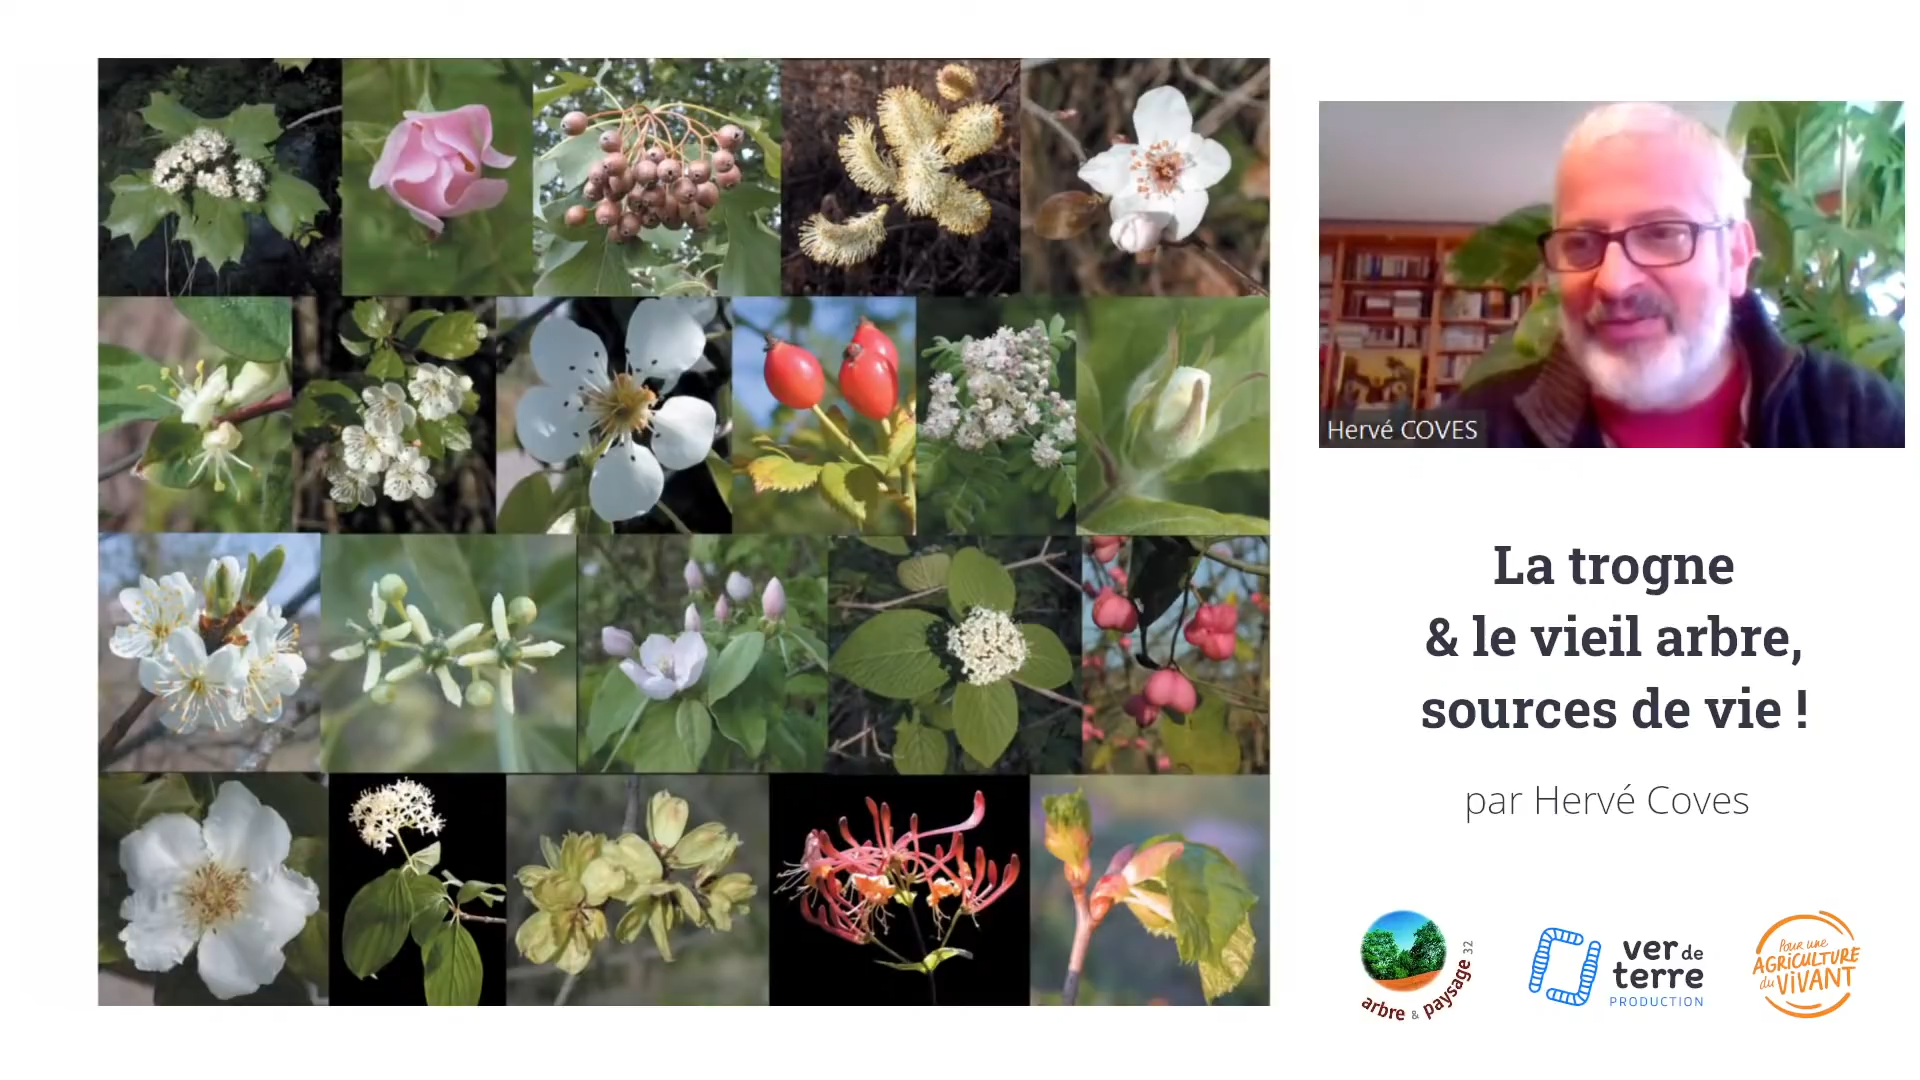 Hervé COVES
La trogne
& le vieil arbre,
sources de vie !
par Hervé Coves
arbre & paysage 32
ver de
terre
PRODUCTION
Pour une
AGRICULTURE
du VIVANT